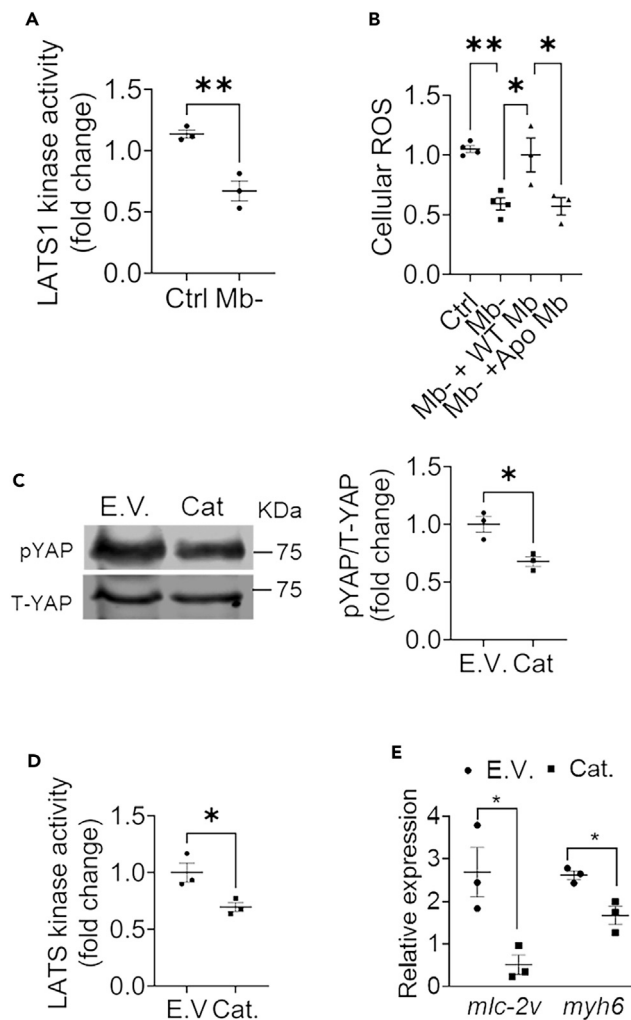 A
LATS1 kinase activity
(fold change)
1.5
1.0
0.5
0.0
**
Ctrl Mb-
B
Cellular ROS
1.5
1.0
0.5
0.0
** *
*
Ctrl
Mb-
Mb- + WT Mb
Mb- +Apo Mb
C
E.V. Cat KDa
pYAP 75
T-YAP 75
pYAP/T-YAP
(fold change)
1.5
1.0
0.5
0.0
*
E.V. Cat
D
LATS kinase activity
(fold change)
1.5
1.0
0.5
0.0
*
E.V Cat.
E
E.V. Cat.
Relative expression
4
3
2
1
0
*
*
mlc-2v myh6